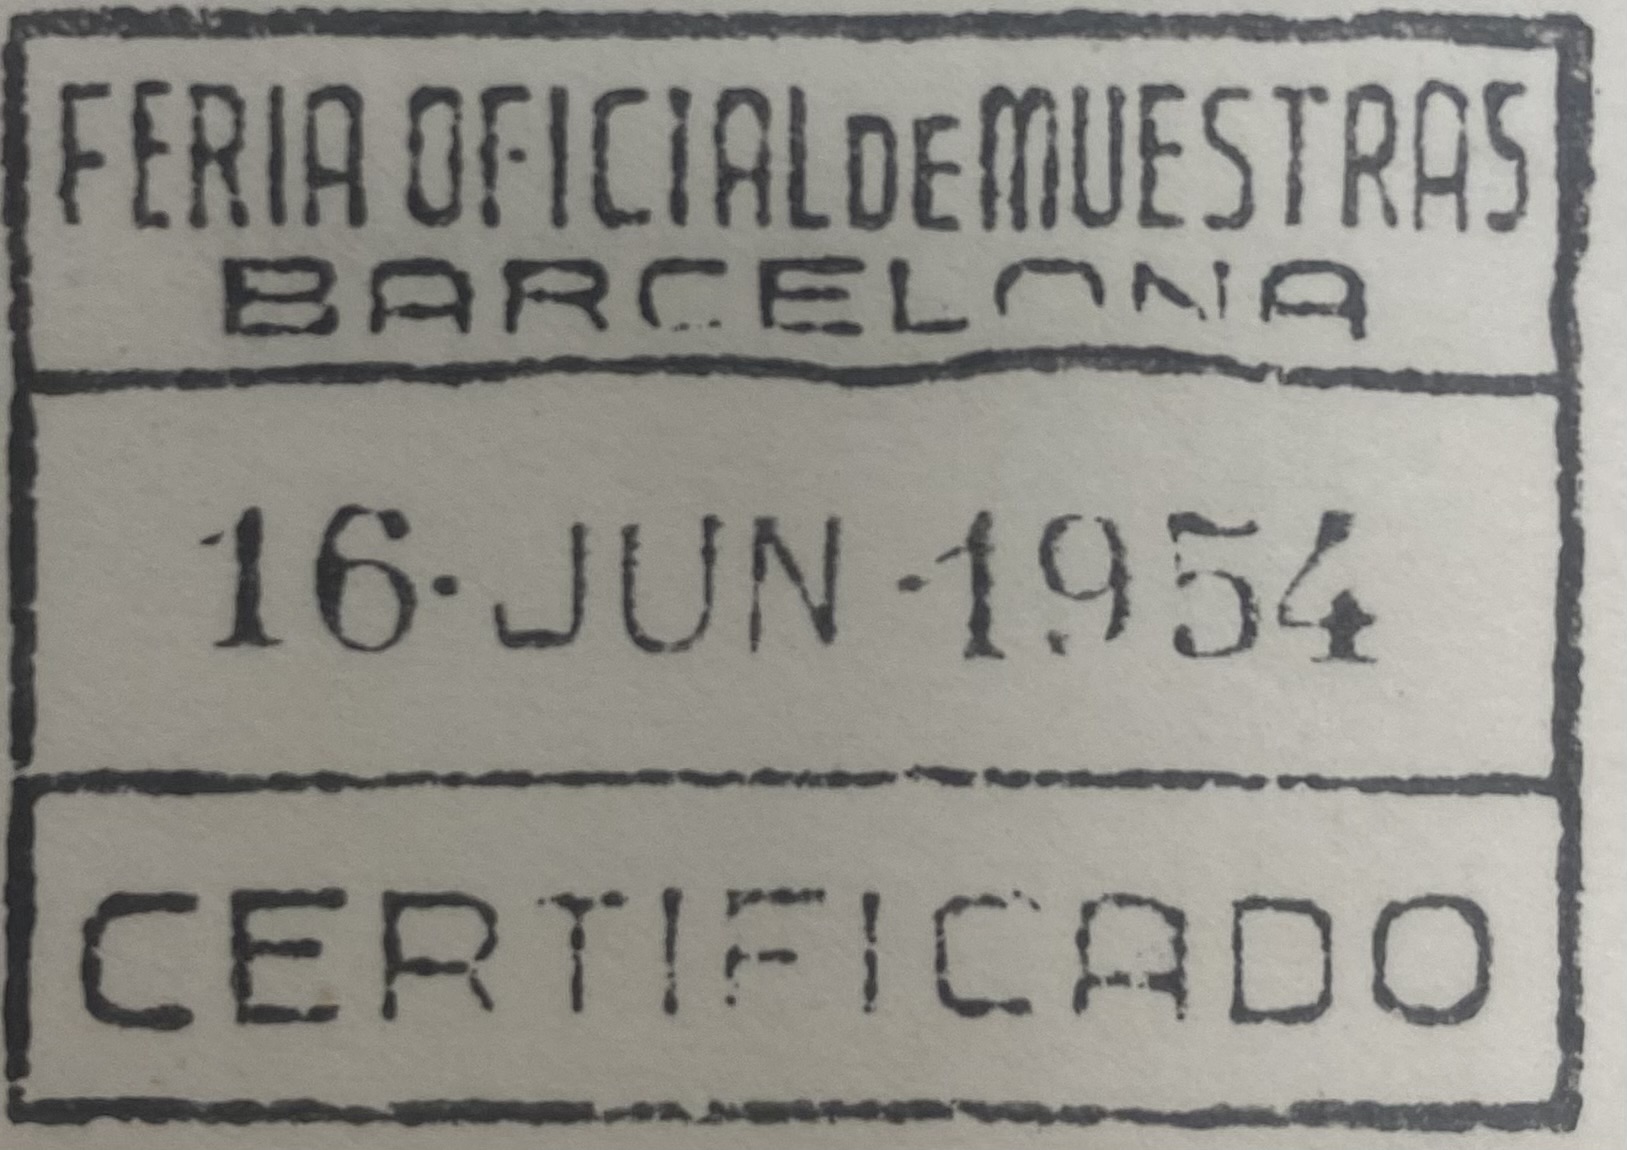 FERIA OFICIAL DE MUESTRAS
BARCELONA
16·JUN·1954
CERTIFICADO